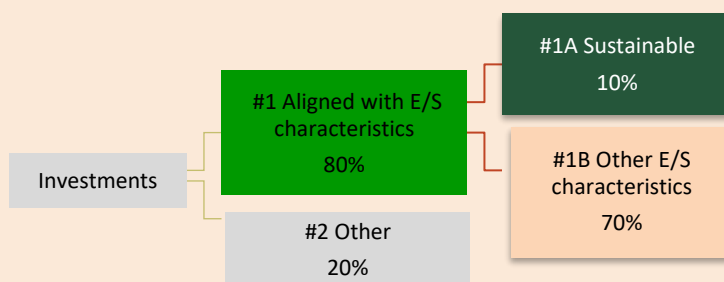 #1A Sustainable
10%
#1 Aligned with E/S
characteristics
80%
#1B Other E/S
characteristics
70%
Investments
#2 Other
20%